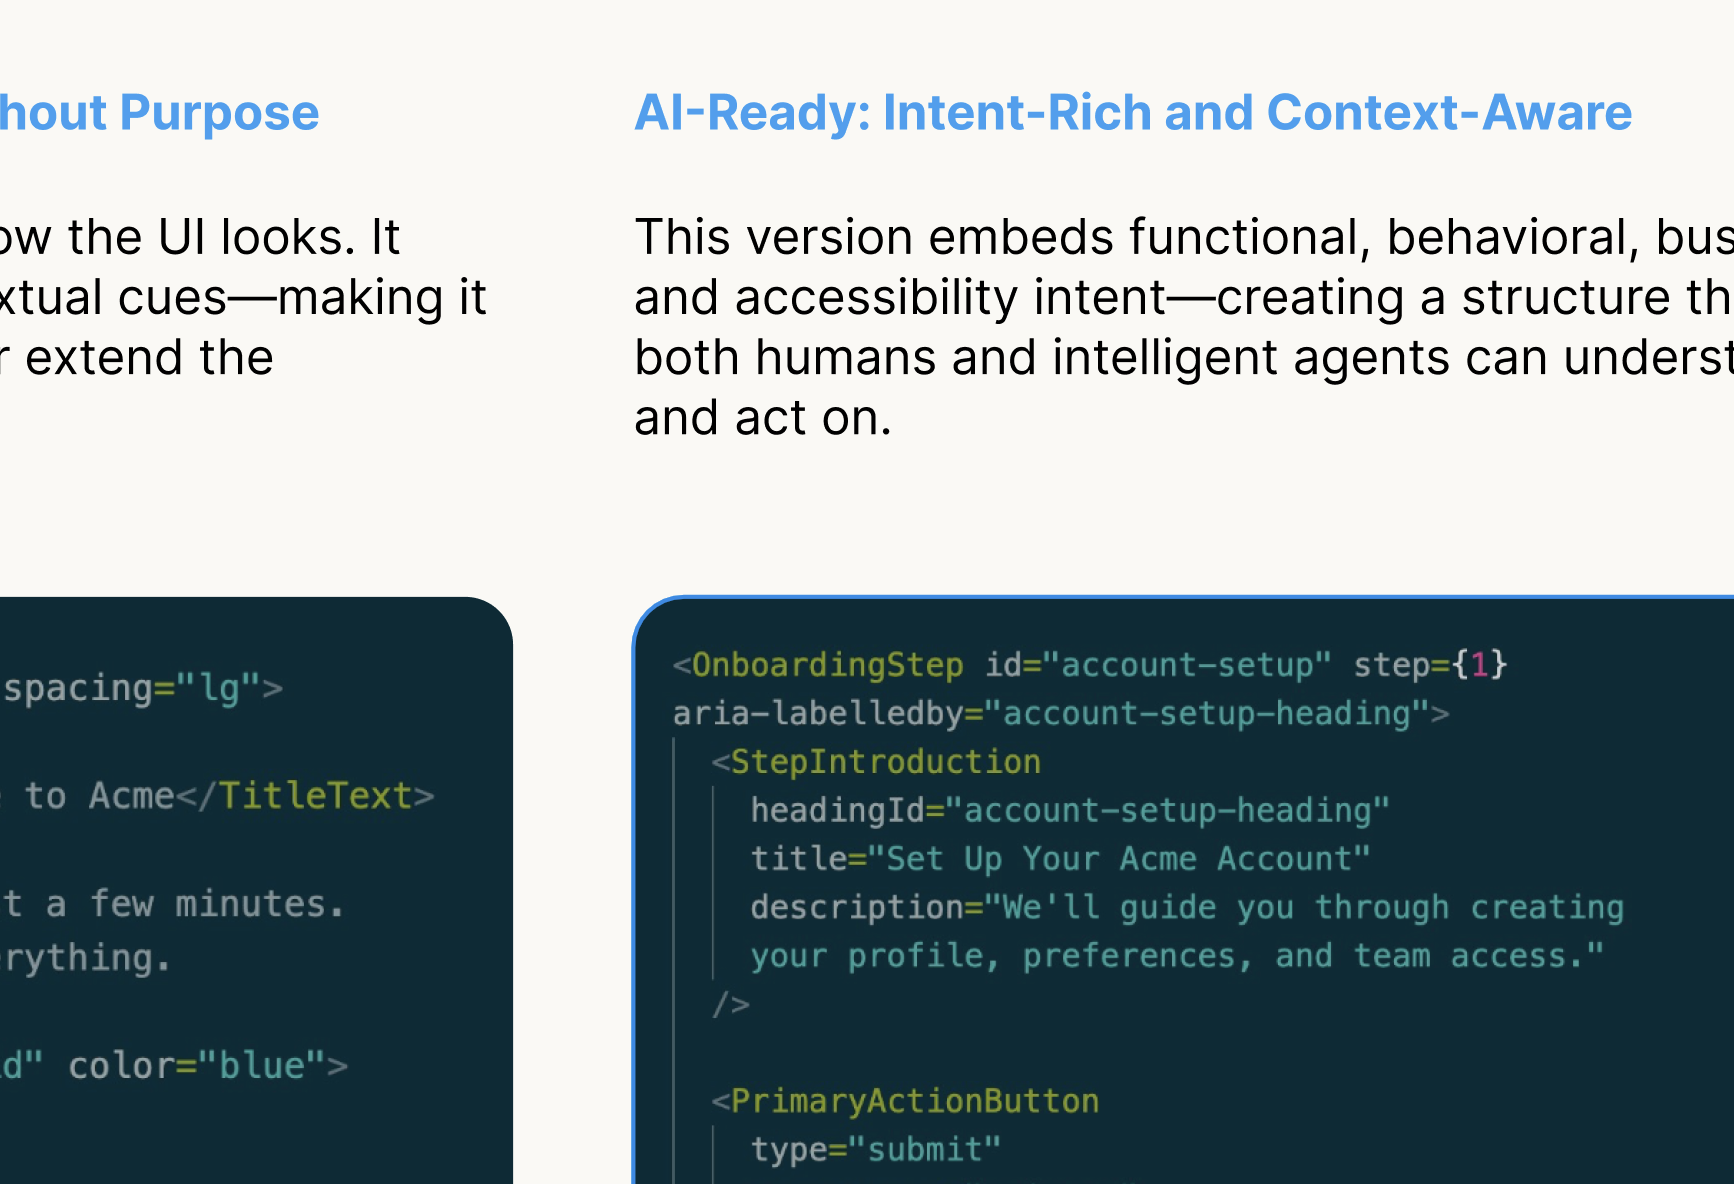 hout Purpose
ow the UI looks. It
xtual cues—making it
r extend the
spacing="lg">
to Acme</TitleText>
t a few minutes.
rything.
d" color="blue">
AI-Ready: Intent-Rich and Context-Aware
This version embeds functional, behavioral, bus
and accessibility intent—creating a structure th
both humans and intelligent agents can underst
and act on.
<OnboardingStep id="account-setup" step={1}
aria-labelledby="account-setup-heading">
<StepIntroduction
headingId="account-setup-heading"
title="Set Up Your Acme Account"
description="We'll guide you through creating
your profile, preferences, and team access."
/>
<PrimaryActionButton
type="submit"